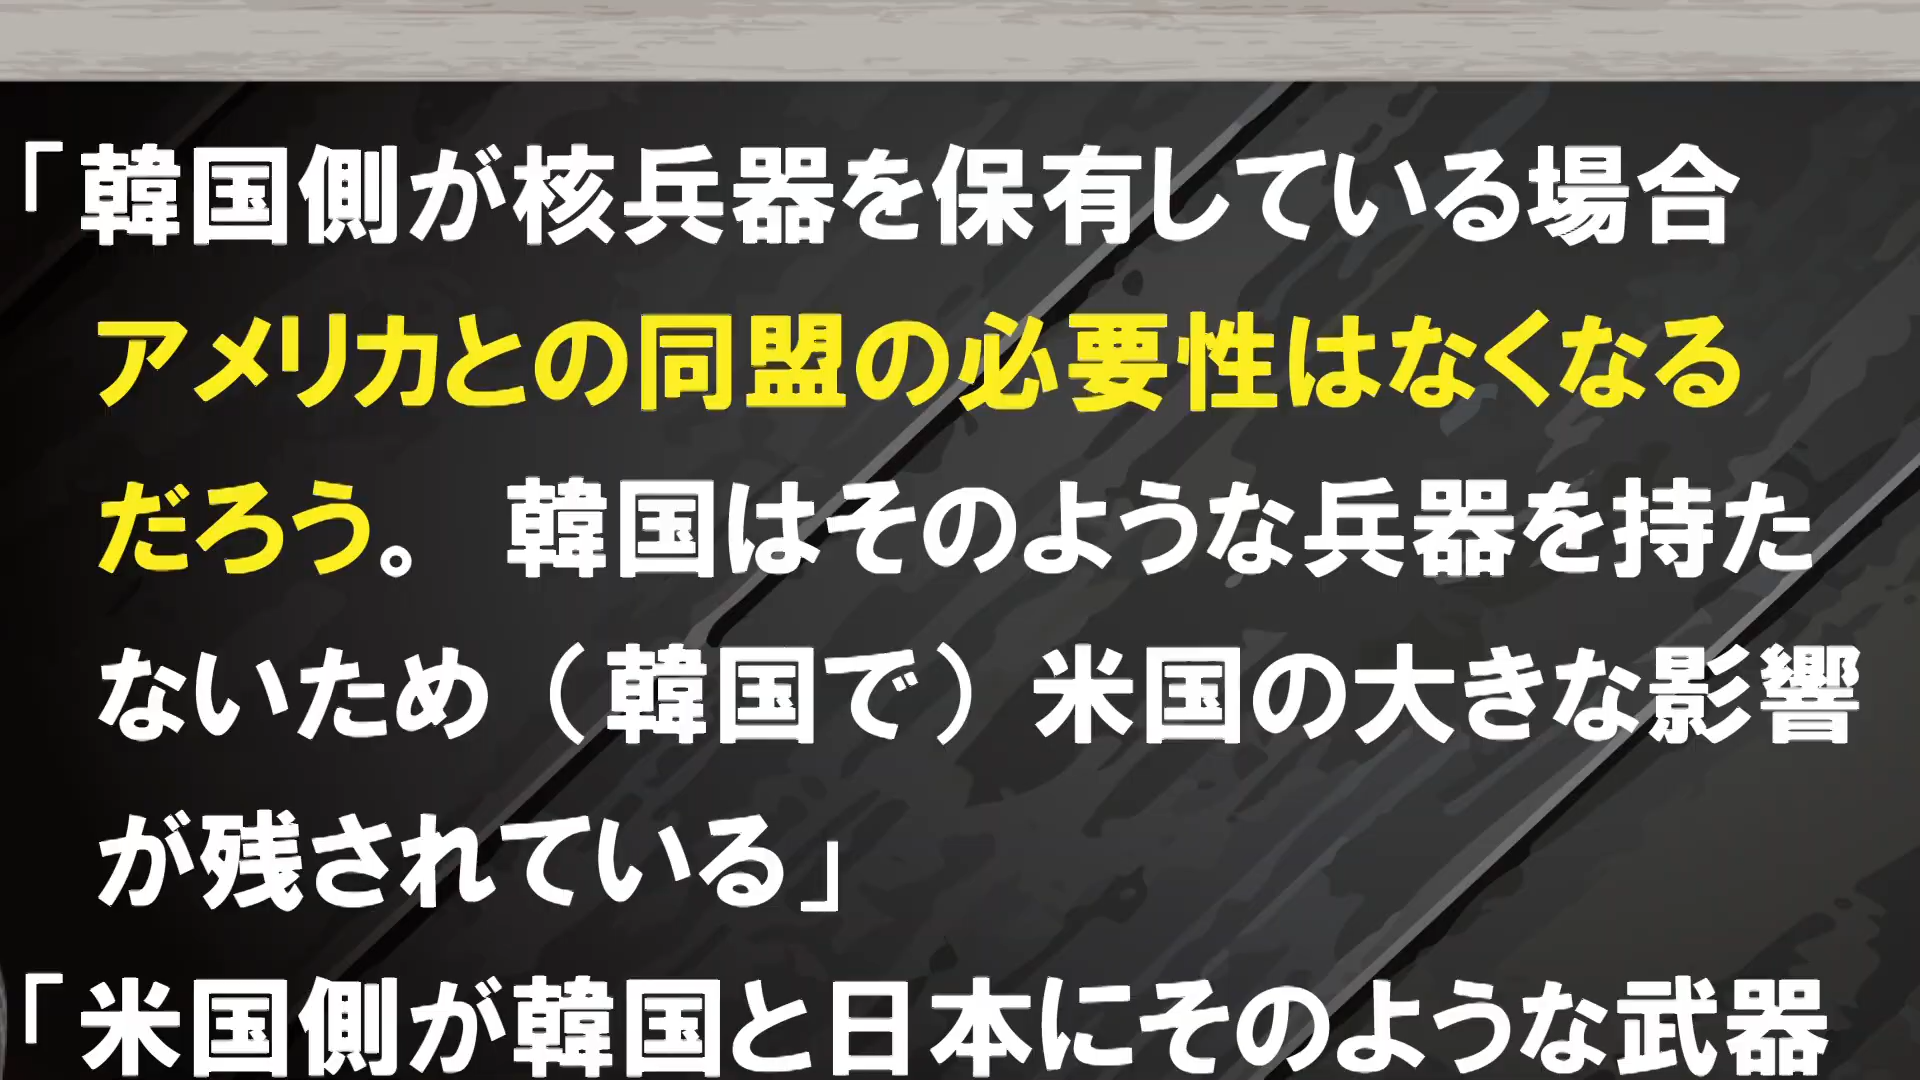 「韓国側が核兵器を保有している場合
アメリカとの同盟の必要性はなくなる
だろう。 韓国はそのような兵器を持た
ないため（韓国で）米国の大きな影響
が残されている」
「米国側が韓国と日本にそのような武器